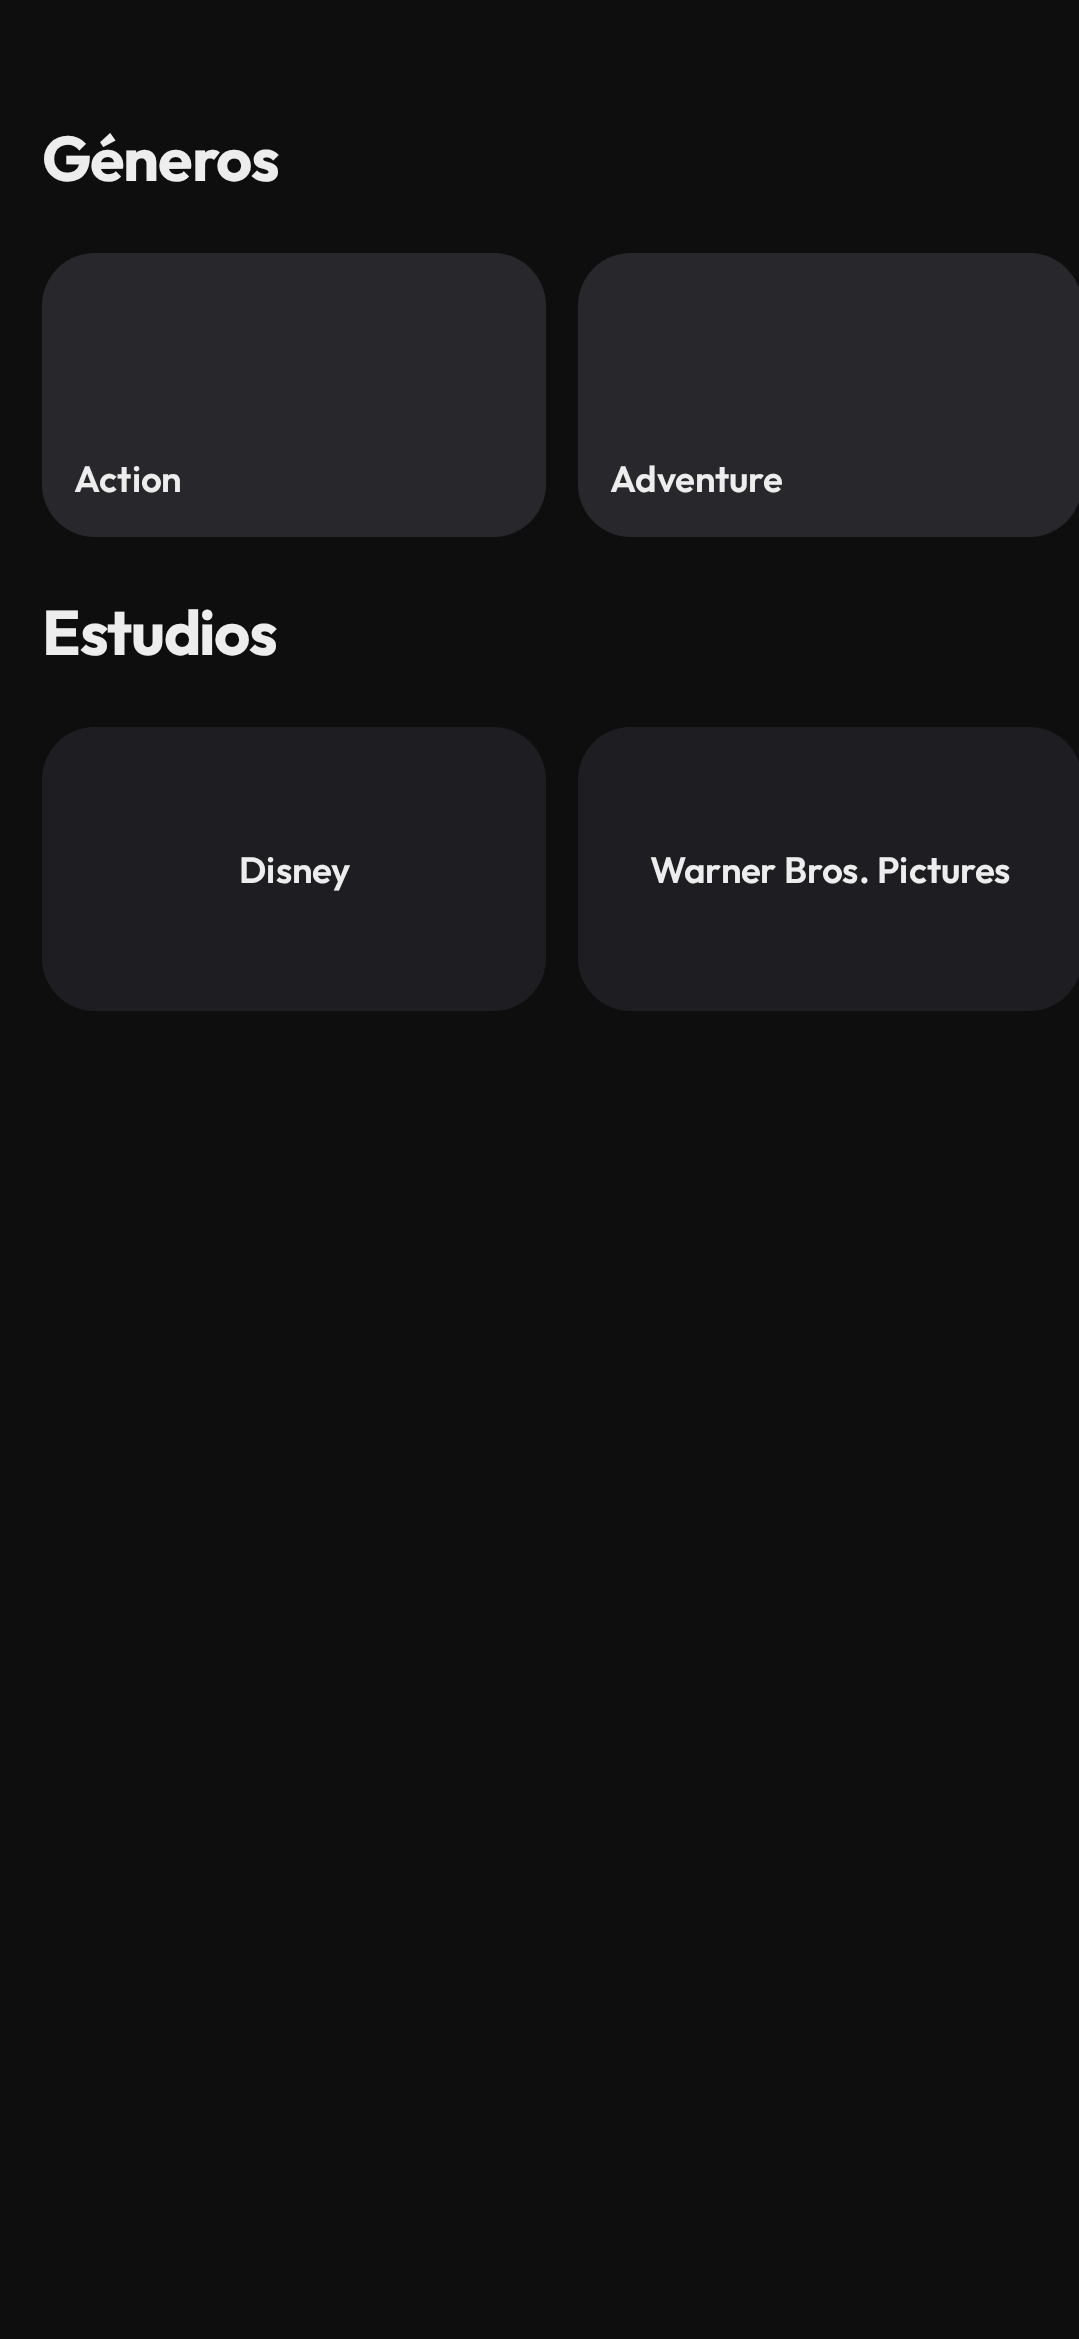 Géneros
Action
Adventure
Estudios
Disney
Warner Bros. Pictures